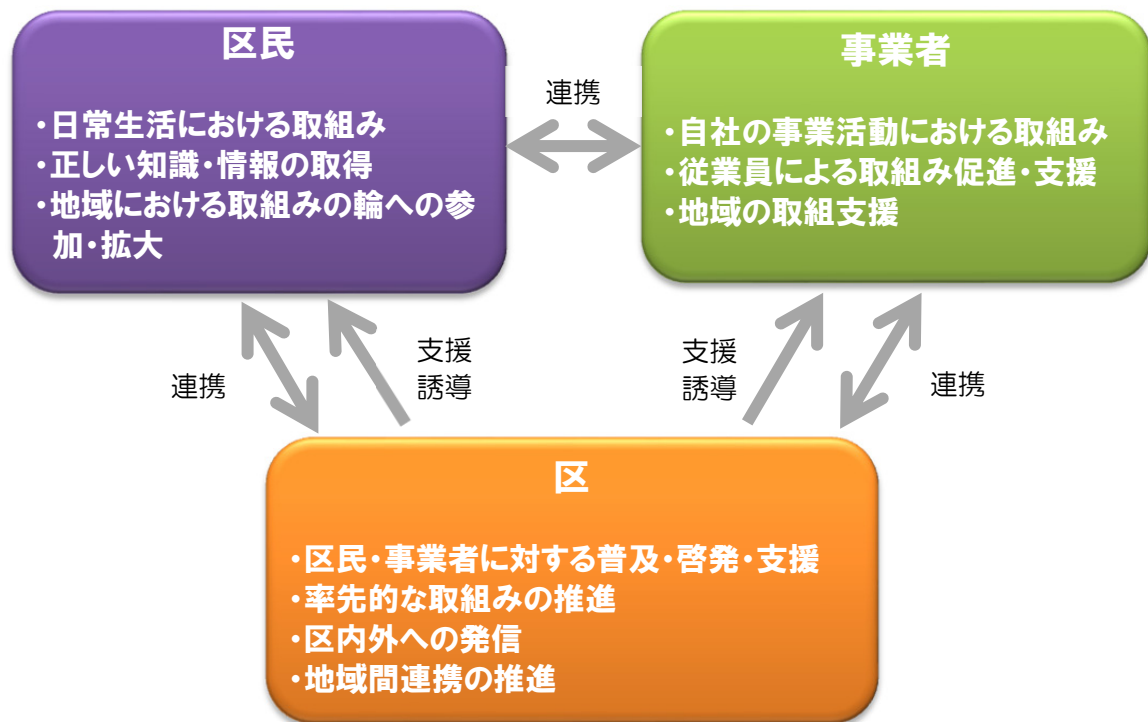 区民
・日常生活における取組み
・正しい知識・情報の取得
・地域における取組みの輪への参
加・拡大
連携
事業者
・自社の事業活動における取組み
・従業員による取組み促進・支援
・地域の取組支援
連携
支援
誘導
支援
誘導
連携
区
・区民・事業者に対する普及・啓発・支援
・率先的な取組みの推進
・区内外への発信
・地域間連携の推進